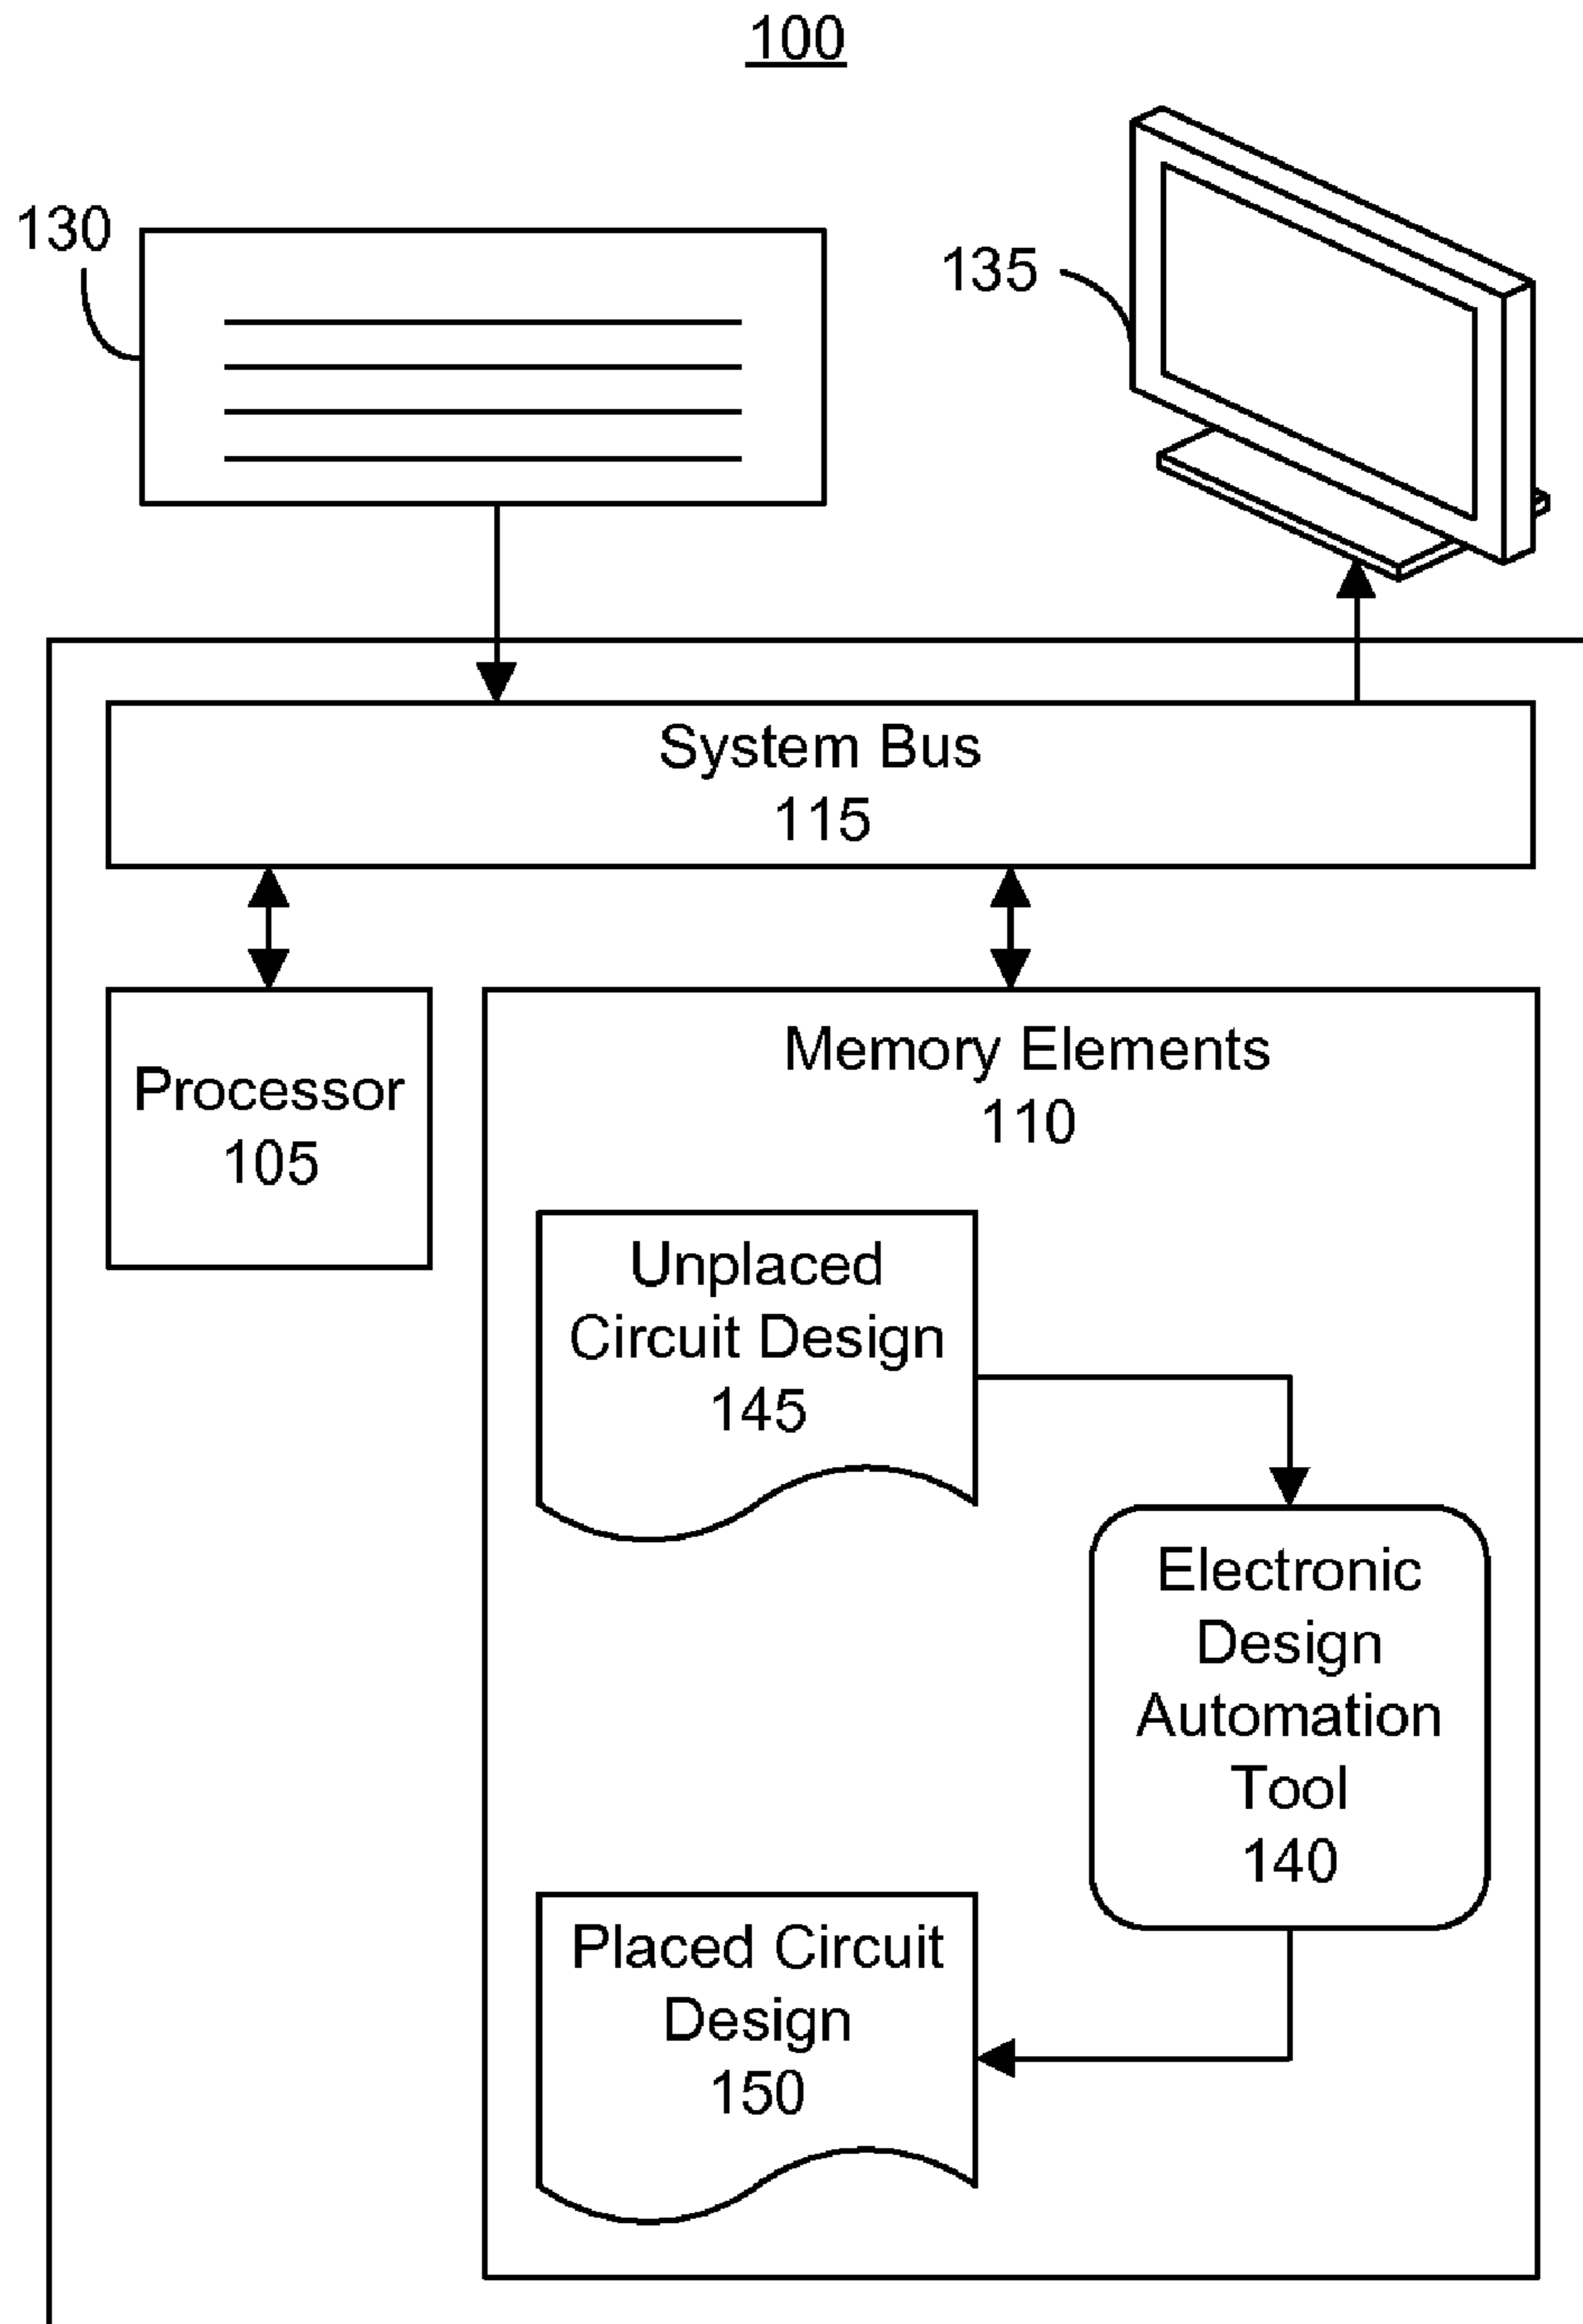 100
130
135
System Bus
115
Processor
105
Memory Elements
110
Unplaced
Circuit Design
145
Electronic
Design
Automation
Tool
140
Placed Circuit
Design
150